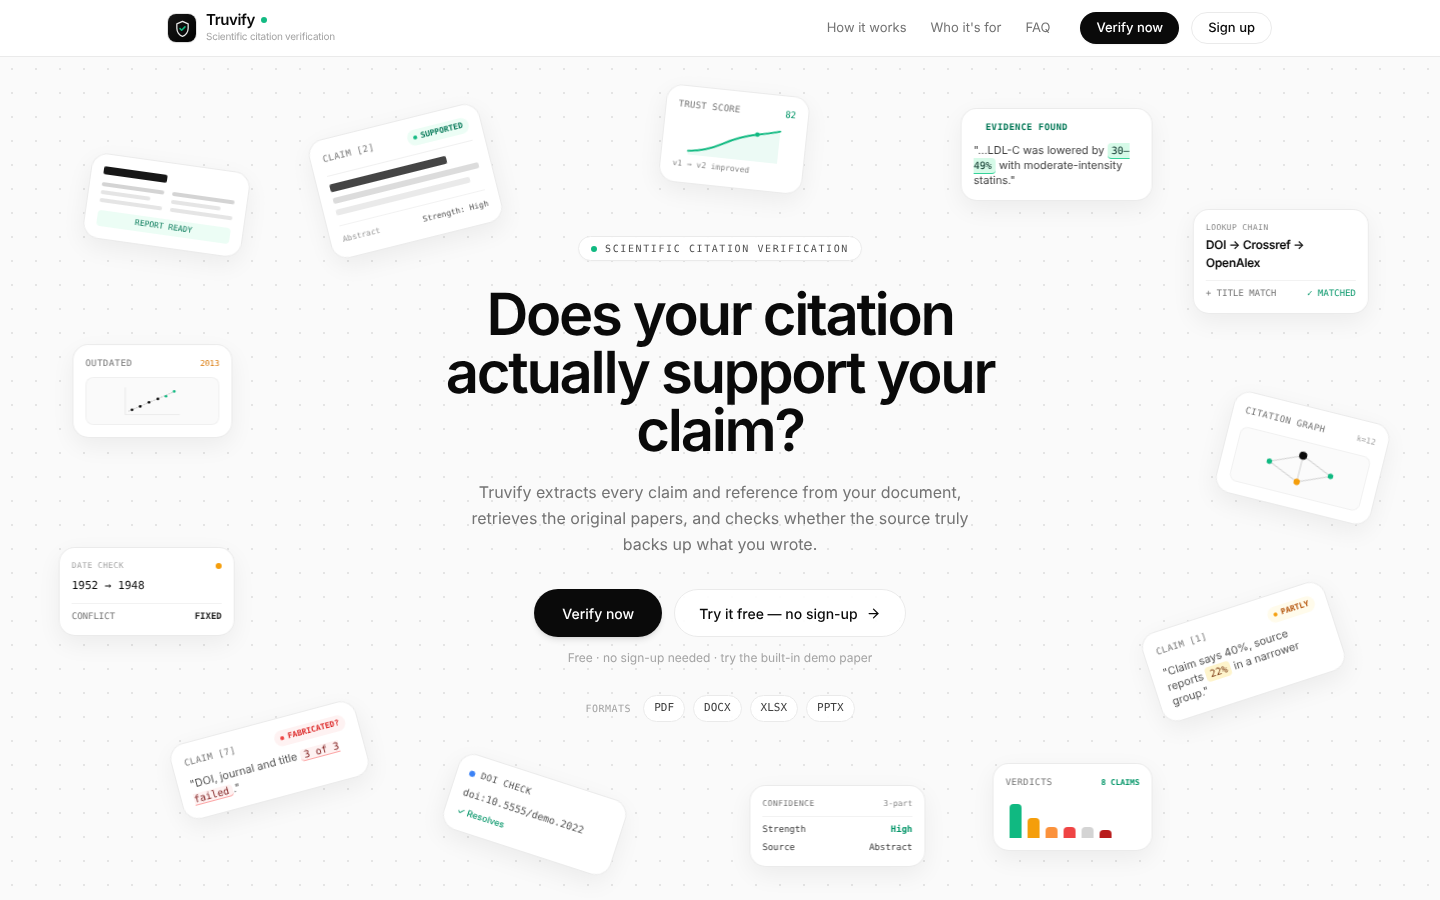 Truvify
Scientific citation verification
How it works
Who it's for
FAQ
Verify now
Sign up
REPORT READY
CLAIM [2]
SUPPORTED
Abstract
Strength: High
TRUST SCORE
82
v1 → v2 improved
EVIDENCE FOUND
"...LDL-C was lowered by 30–
49% with moderate-intensity
statins."
LOOKUP CHAIN
DOI → Crossref →
OpenAlex
+ TITLE MATCH
✓ MATCHED
SCIENTIFIC CITATION VERIFICATION
Does your citation
actually support your
claim?
Truvify extracts every claim and reference from your document,
retrieves the original papers, and checks whether the source truly
backs up what you wrote.
Verify now
Try it free — no sign-up →
Free · no sign-up needed · try the built-in demo paper
FORMATS
PDF
DOCX
XLSX
PPTX
OUTDATED
2013
CITATION GRAPH
k=12
DATE CHECK
1952 → 1948
CONFLICT
FIXED
CLAIM [1]
PARTLY
"Claim says 40%, source
reports 22% in a narrower
group."
CLAIM [7]
FABRICATED?
"DOI, journal and title 3 of 3
failed."
DOI CHECK
doi:10.5555/demo.2022
✓ Resolves
CONFIDENCE
3-part
Strength
High
Source
Abstract
VERDICTS
8 CLAIMS